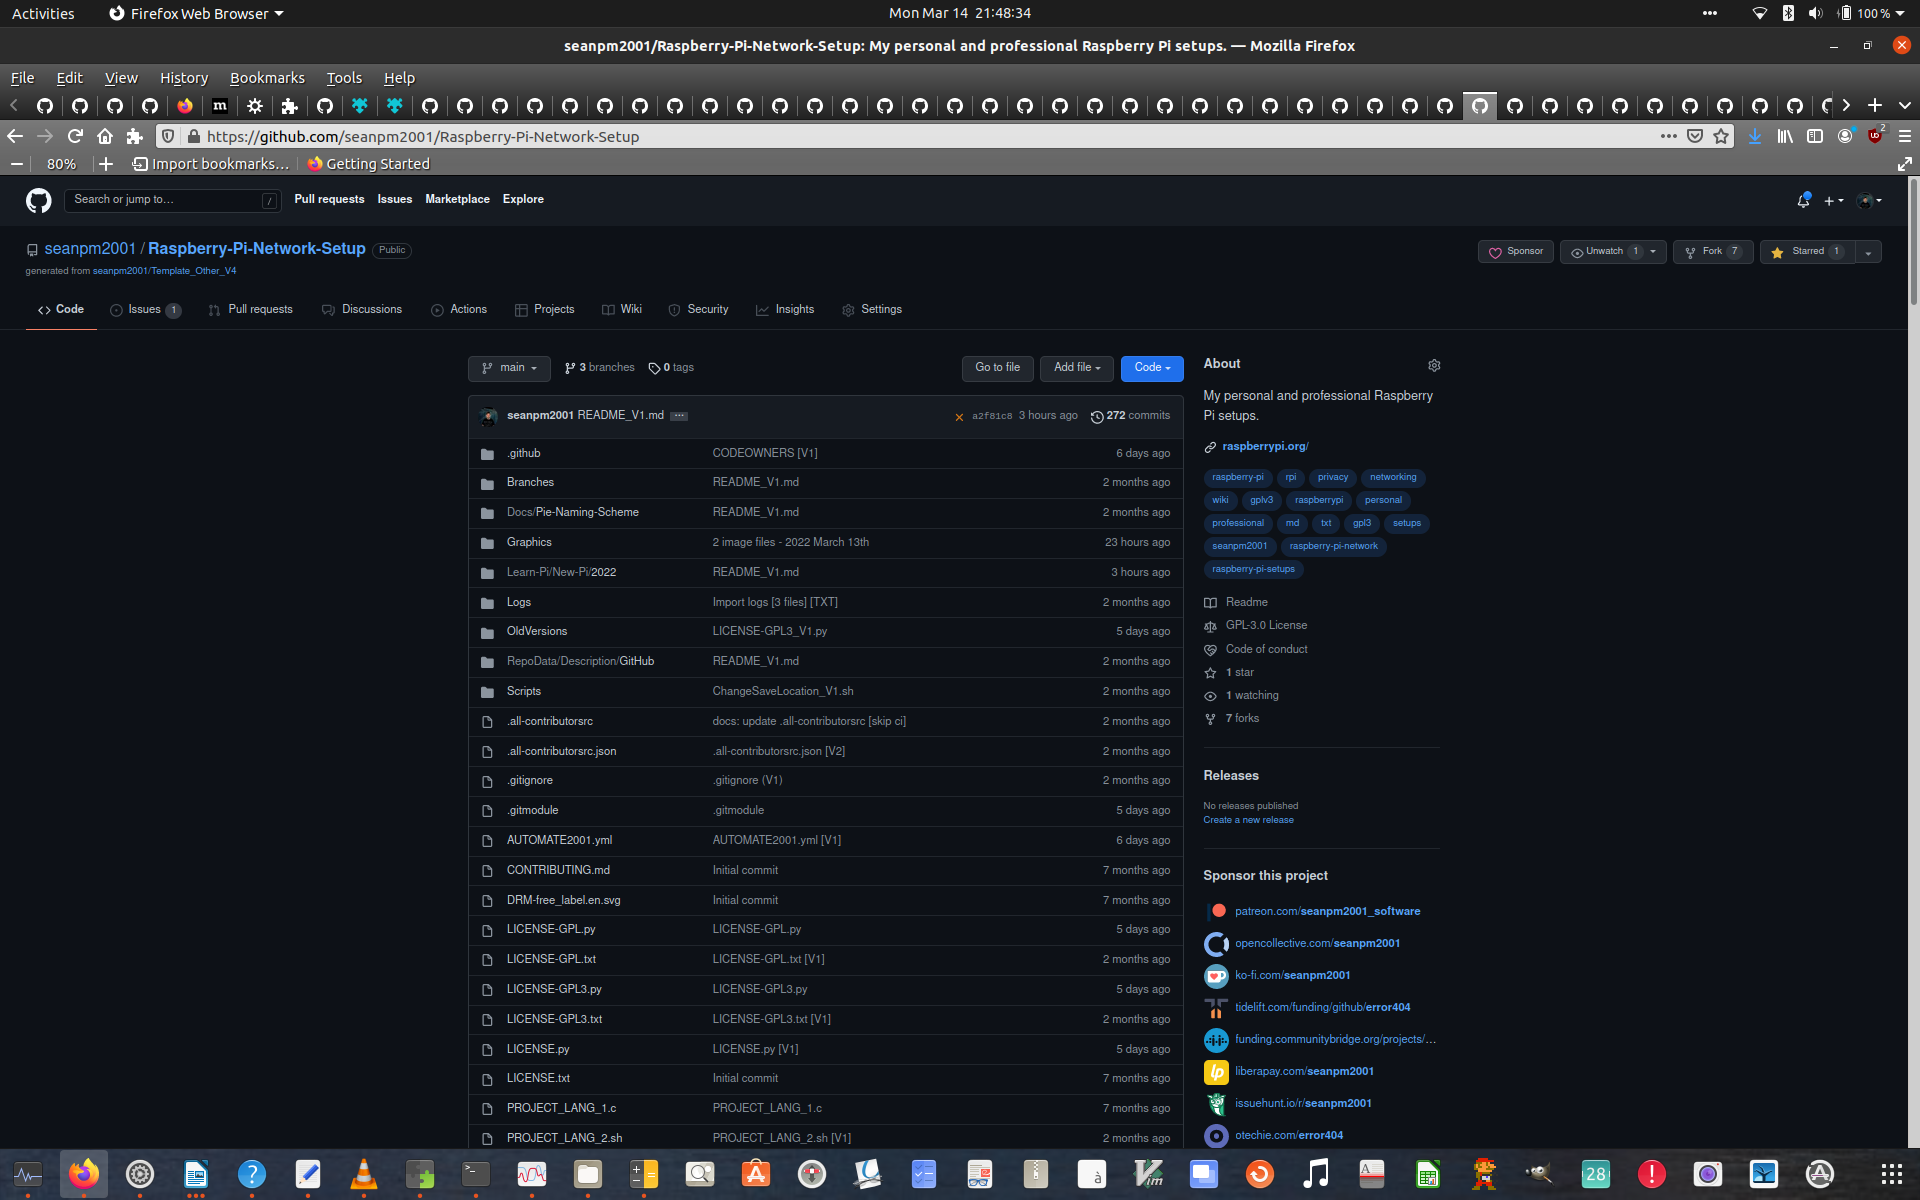 Activities Firefox Web Browser Mon Mar 14 21:48:34 100 %
seanpm2001/Raspberry-Pi-Network-Setup: My personal and professional Raspberry Pi setups. — Mozilla Firefox
File Edit View History Bookmarks Tools Help
https://github.com/seanpm2001/Raspberry-Pi-Network-Setup 2
80% Import bookmarks… Getting Started
Search or jump to… / Pull requests Issues Marketplace Explore
seanpm2001 / Raspberry-Pi-Network-Setup Public
generated from seanpm2001/Template_Other_V4
Sponsor Unwatch 1 Fork 7 Starred 1
Code Issues 1 Pull requests Discussions Actions Projects Wiki Security Insights Settings
main 3 branches 0 tags Go to file Add file Code
seanpm2001 README_V1.md ··· a2f81c8 3 hours ago 272 commits
.github CODEOWNERS [V1] 6 days ago
Branches README_V1.md 2 months ago
Docs/Pie-Naming-Scheme README_V1.md 2 months ago
Graphics 2 image files - 2022 March 13th 23 hours ago
Learn-Pi/New-Pi/2022 README_V1.md 3 hours ago
Logs Import logs [3 files] [TXT] 2 months ago
OldVersions LICENSE-GPL3_V1.py 5 days ago
RepoData/Description/GitHub README_V1.md 2 months ago
Scripts ChangeSaveLocation_V1.sh 2 months ago
.all-contributorsrc docs: update .all-contributorsrc [skip ci] 2 months ago
.all-contributorsrc.json .all-contributorsrc.json [V2] 2 months ago
.gitignore .gitignore (V1) 2 months ago
.gitmodule .gitmodule 5 days ago
AUTOMATE2001.yml AUTOMATE2001.yml [V1] 6 days ago
CONTRIBUTING.md Initial commit 7 months ago
DRM-free_label.en.svg Initial commit 7 months ago
LICENSE-GPL.py LICENSE-GPL.py 5 days ago
LICENSE-GPL.txt LICENSE-GPL.txt [V1] 2 months ago
LICENSE-GPL3.py LICENSE-GPL3.py 5 days ago
LICENSE-GPL3.txt LICENSE-GPL3.txt [V1] 2 months ago
LICENSE.py LICENSE.py [V1] 5 days ago
LICENSE.txt Initial commit 7 months ago
PROJECT_LANG_1.c PROJECT_LANG_1.c 7 months ago
PROJECT_LANG_2.sh PROJECT_LANG_2.sh [V1] 2 months ago
About
My personal and professional Raspberry
Pi setups.
raspberrypi.org/
raspberry-pi rpi privacy networking
wiki gplv3 raspberrypi personal
professional md txt gpl3 setups
seanpm2001 raspberry-pi-network
raspberry-pi-setups
Readme
GPL-3.0 License
Code of conduct
1 star
1 watching
7 forks
Releases
No releases published
Create a new release
Sponsor this project
patreon.com/seanpm2001_software
opencollective.com/seanpm2001
ko-fi.com/seanpm2001
tidelift.com/funding/github/error404
funding.communitybridge.org/projects/…
liberapay.com/seanpm2001
issuehunt.io/r/seanpm2001
otechie.com/error404
28